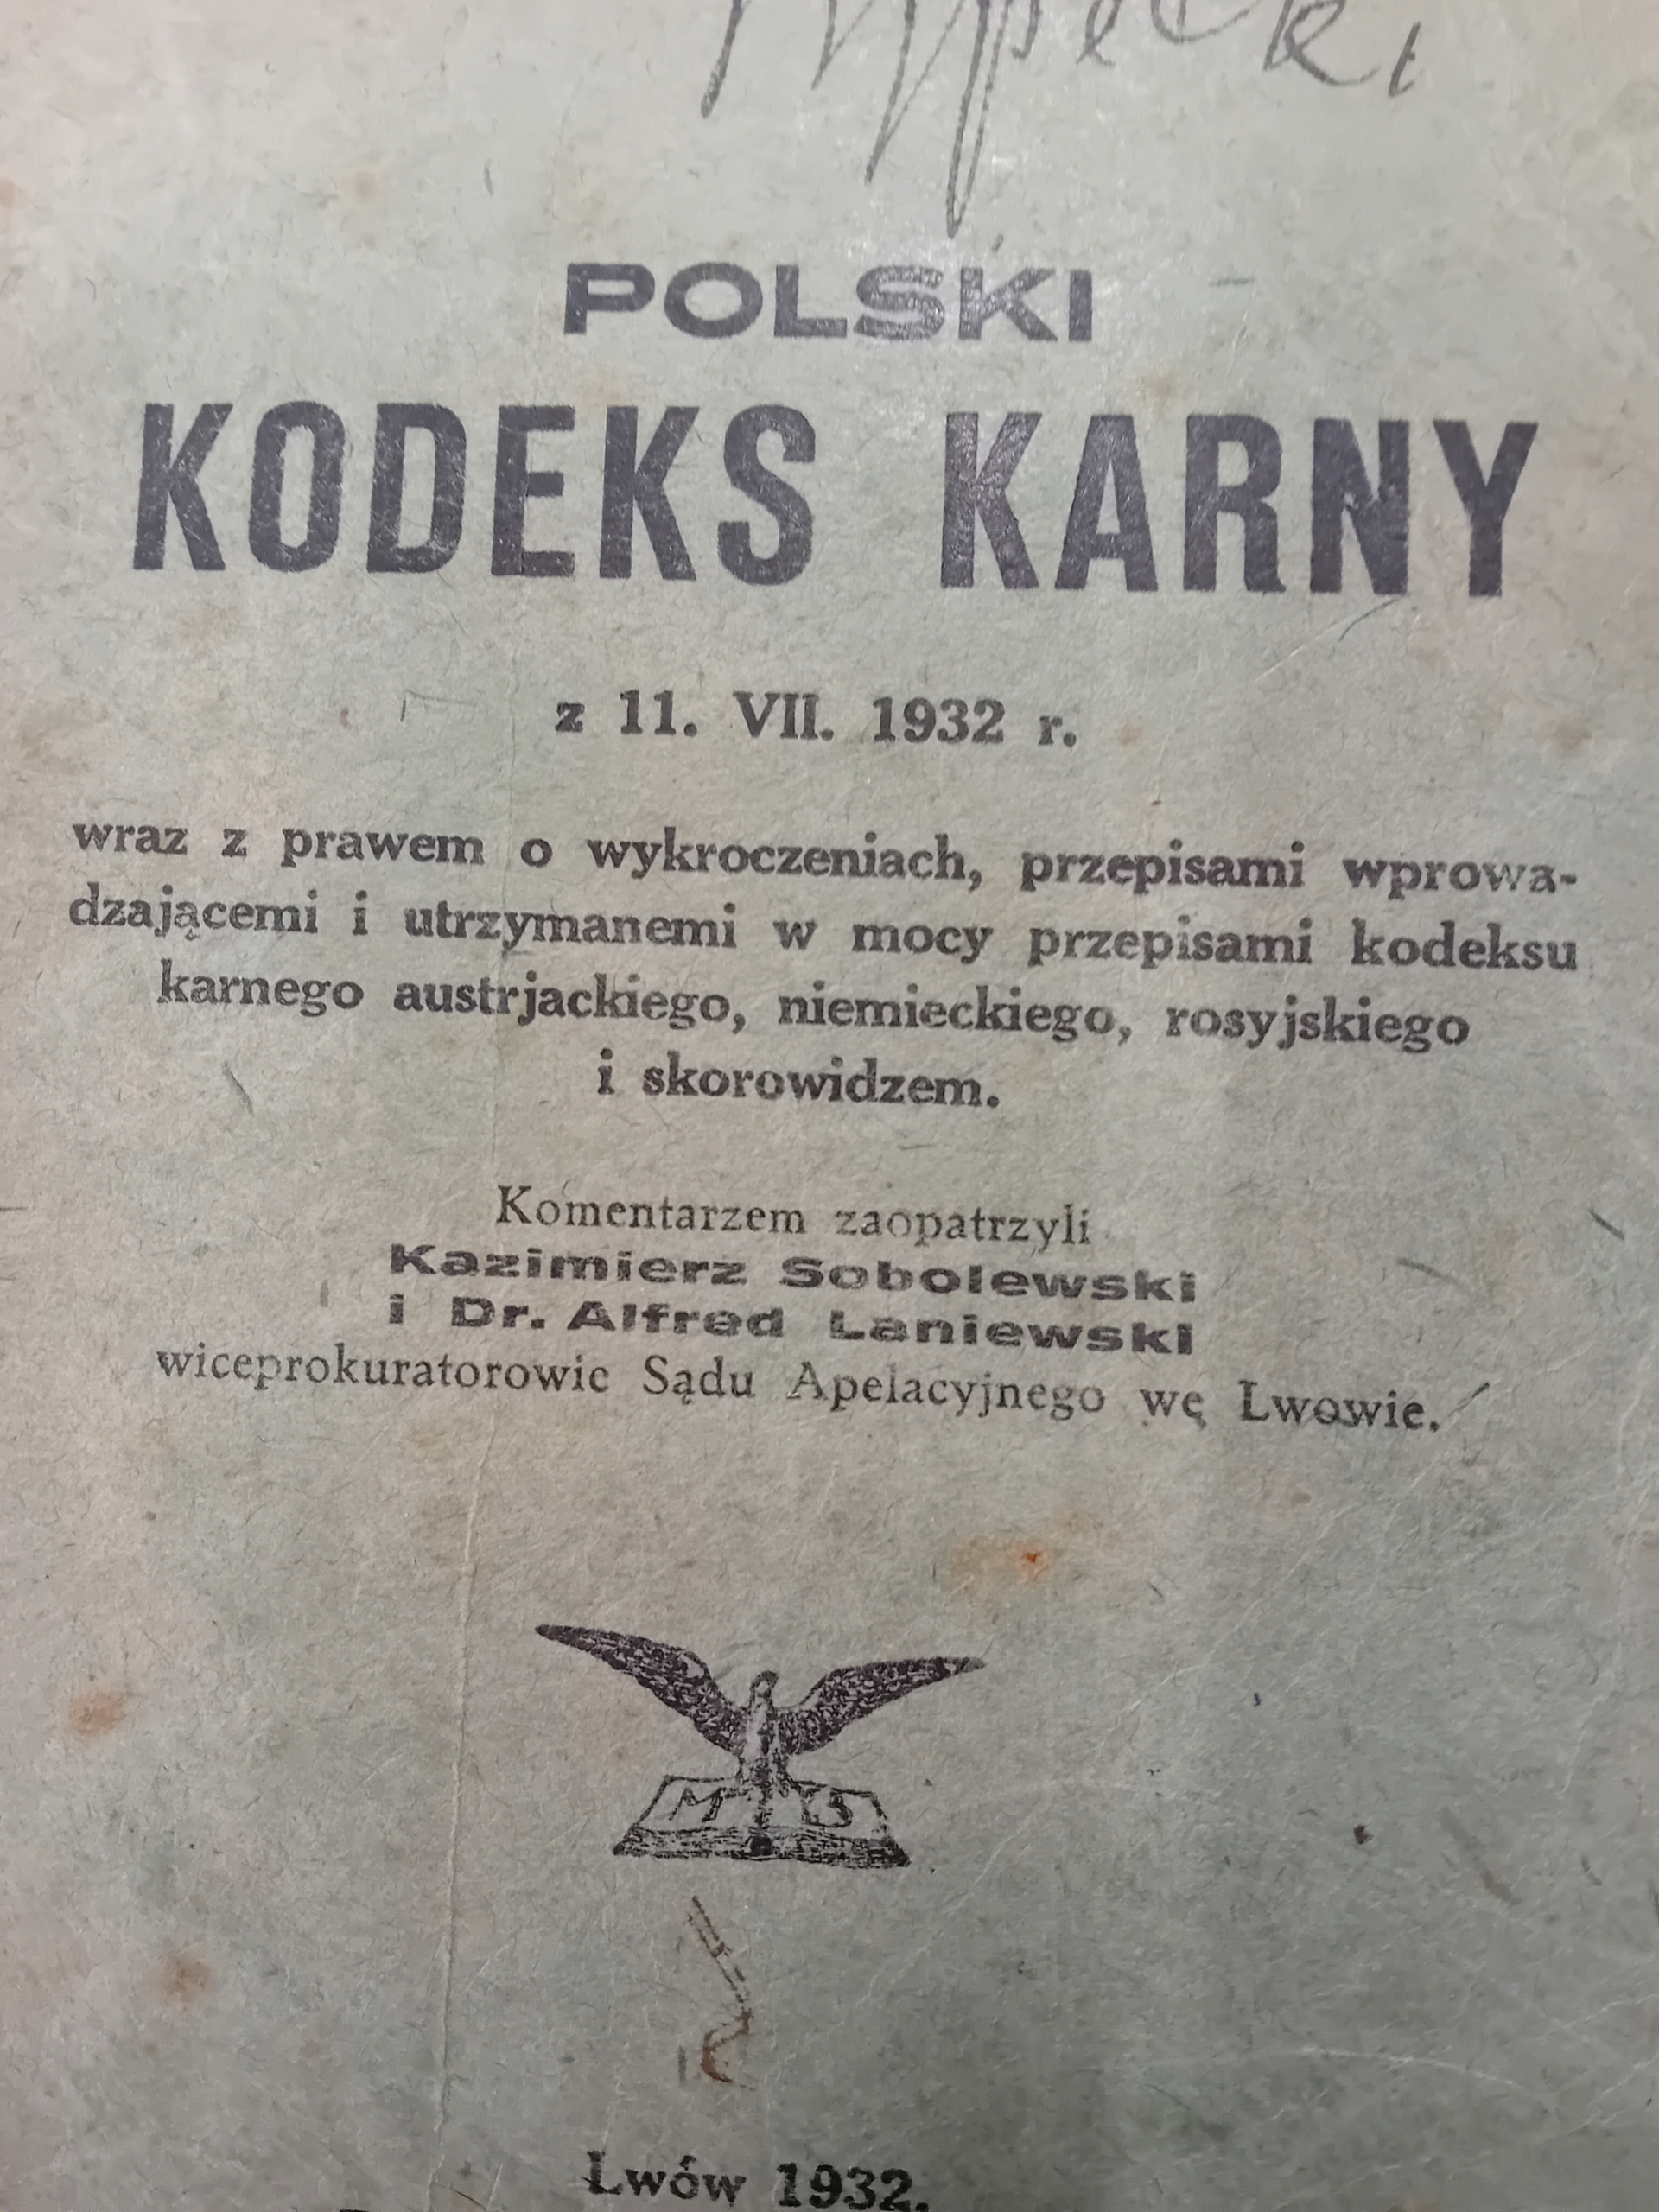 POLSKI
KODEKS KARNY
z 11. VII. 1932 r.
wraz z prawem o wykroczeniach, przepisami wprowa-
dzającemi i utrzymanemi w mocy przepisami kodeksu
karnego austrjackiego, niemieckiego, rosyjskiego
i skorowidzem.
Komentarzem zaopatrzyli
Kazimierz Sobolewski
i Dr. Alfred Laniewski
wiceprokuratorowie Sądu Apelacyjnego wę Lwowie.
M B
Lwów 1932.